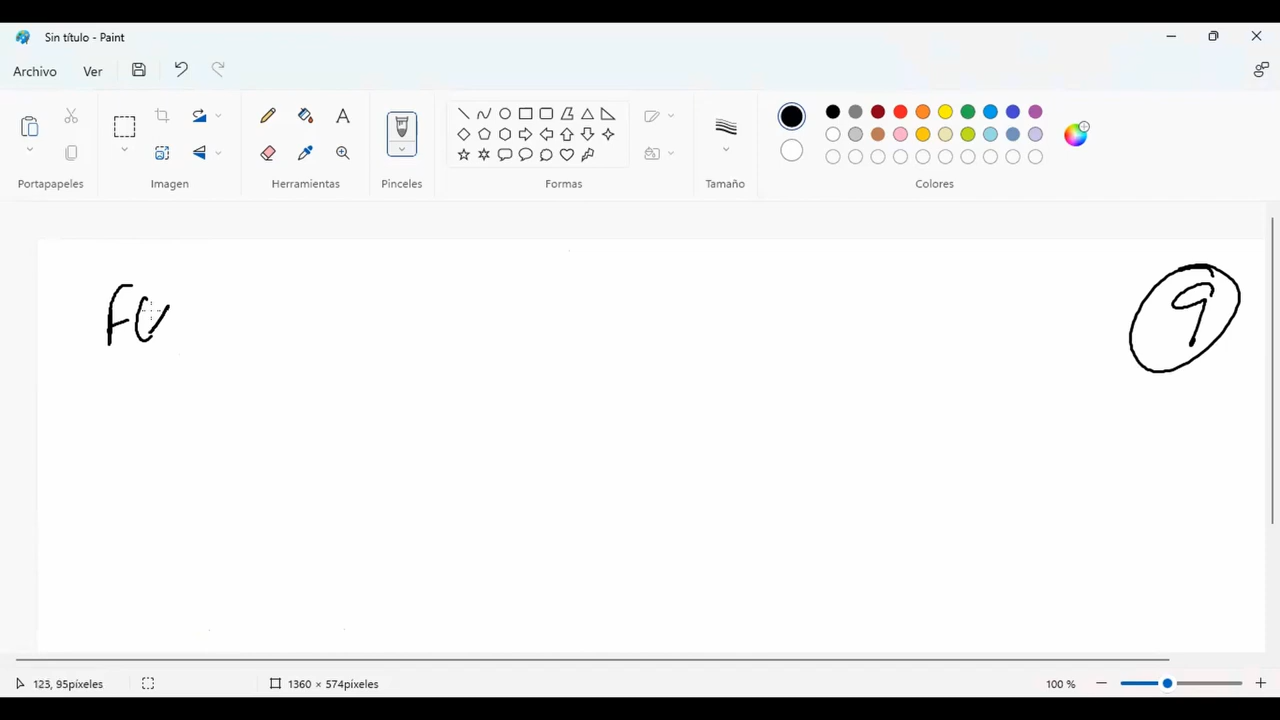 Sin título - Paint
Archivo Ver
Portapapeles Imagen Herramientas Pinceles Formas Tamaño Colores
9
123, 95píxeles 1360 × 574píxeles 100 %